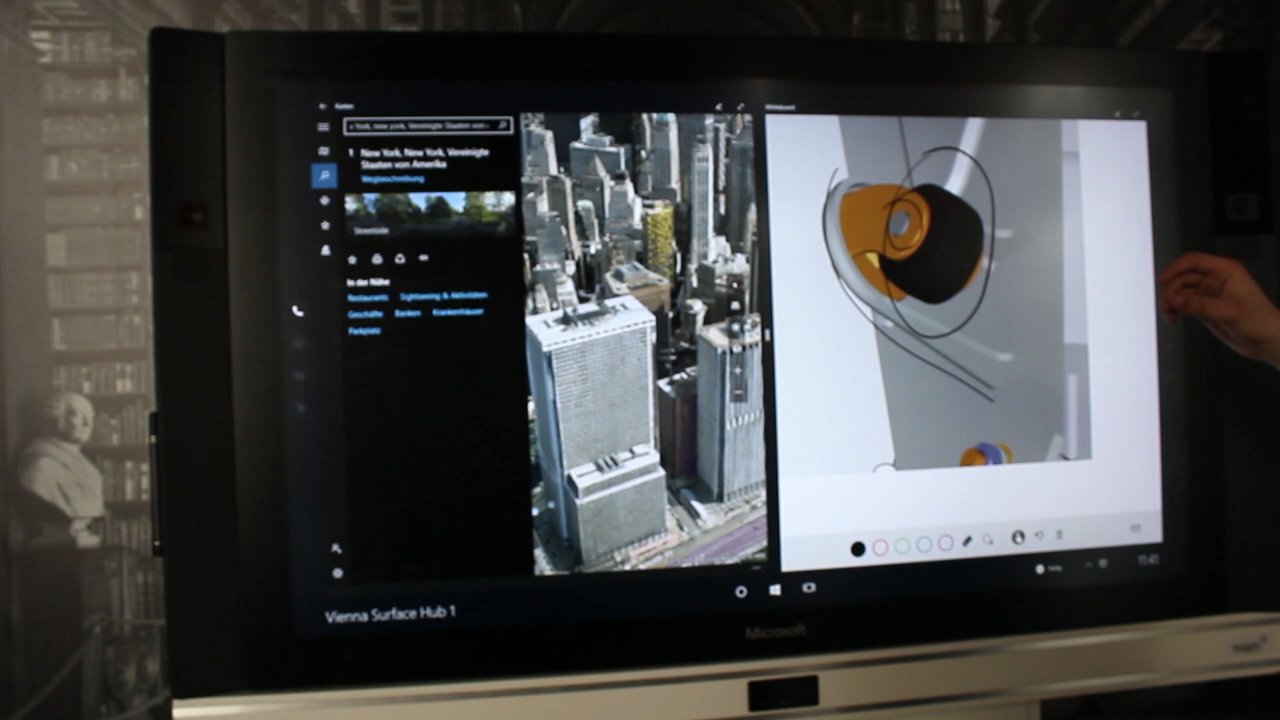 Karten
Whiteboard
York, new york, Vereinigte Staaten von
1 New York, New York, Vereinigte
Staaten von Amerika
Wegbeschreibung
Streetside
In der Nähe
Restaurants Sightseeing & Aktivitäten
Geschäfte Banken Krankenhäuser
Parkplatz
Vienna Surface Hub 1
Microsoft